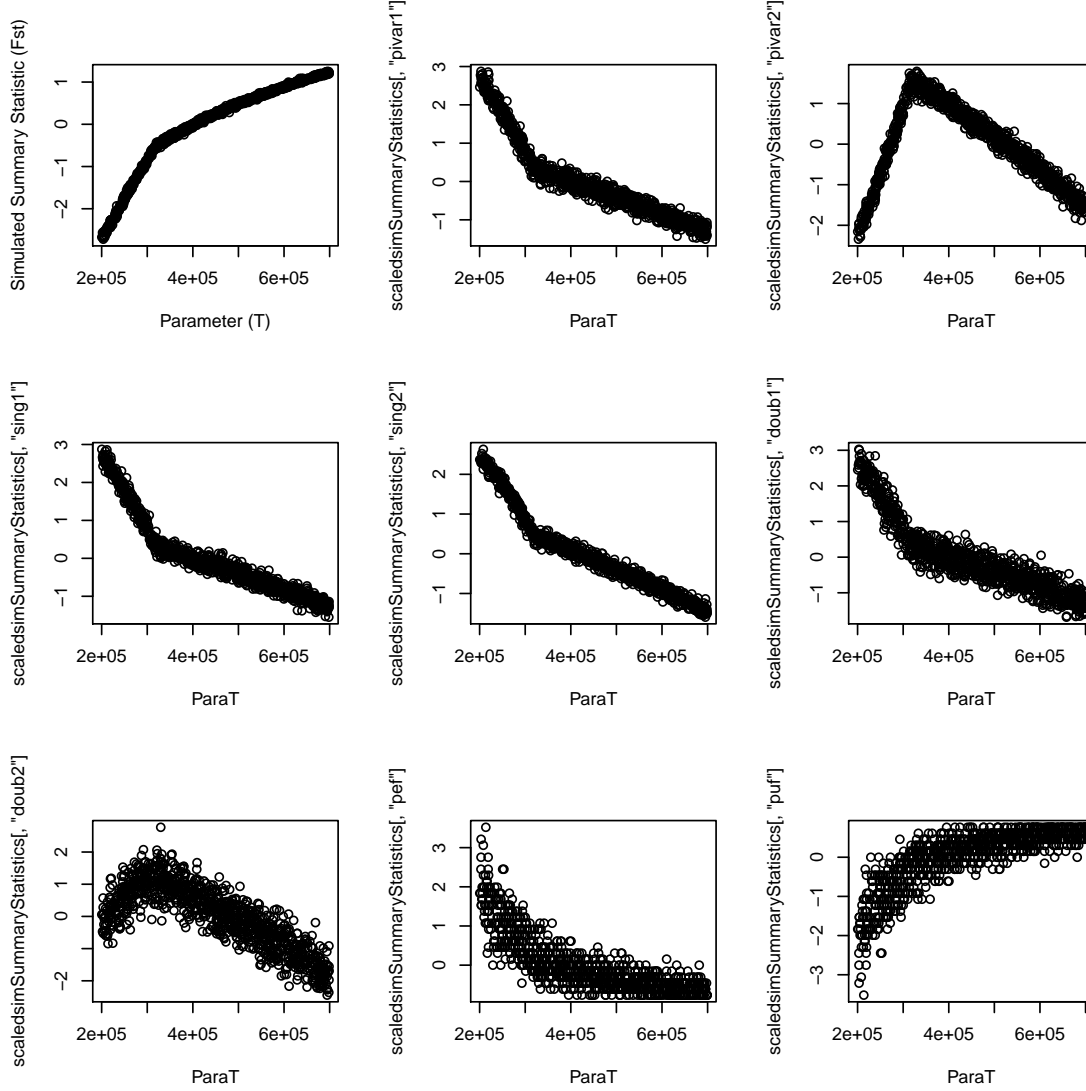 Simulated Summary Statistic (Fst)
−2 −1 0 1
2e+05 4e+05 6e+05
Parameter (T)
scaledsimSummaryStatistics[, "pivar1"]
−1 0 1 2 3
2e+05 4e+05 6e+05
ParaT
scaledsimSummaryStatistics[, "pivar2"]
−2 −1 0 1
2e+05 4e+05 6e+05
ParaT
scaledsimSummaryStatistics[, "sing1"]
−1 0 1 2 3
2e+05 4e+05 6e+05
ParaT
scaledsimSummaryStatistics[, "sing2"]
−1 0 1 2
2e+05 4e+05 6e+05
ParaT
scaledsimSummaryStatistics[, "doub1"]
−1 0 1 2 3
2e+05 4e+05 6e+05
ParaT
scaledsimSummaryStatistics[, "doub2"]
−2 0 1 2
2e+05 4e+05 6e+05
ParaT
scaledsimSummaryStatistics[, "pef"]
0 1 2 3
2e+05 4e+05 6e+05
ParaT
scaledsimSummaryStatistics[, "puf"]
−3 −2 −1 0
2e+05 4e+05 6e+05
ParaT